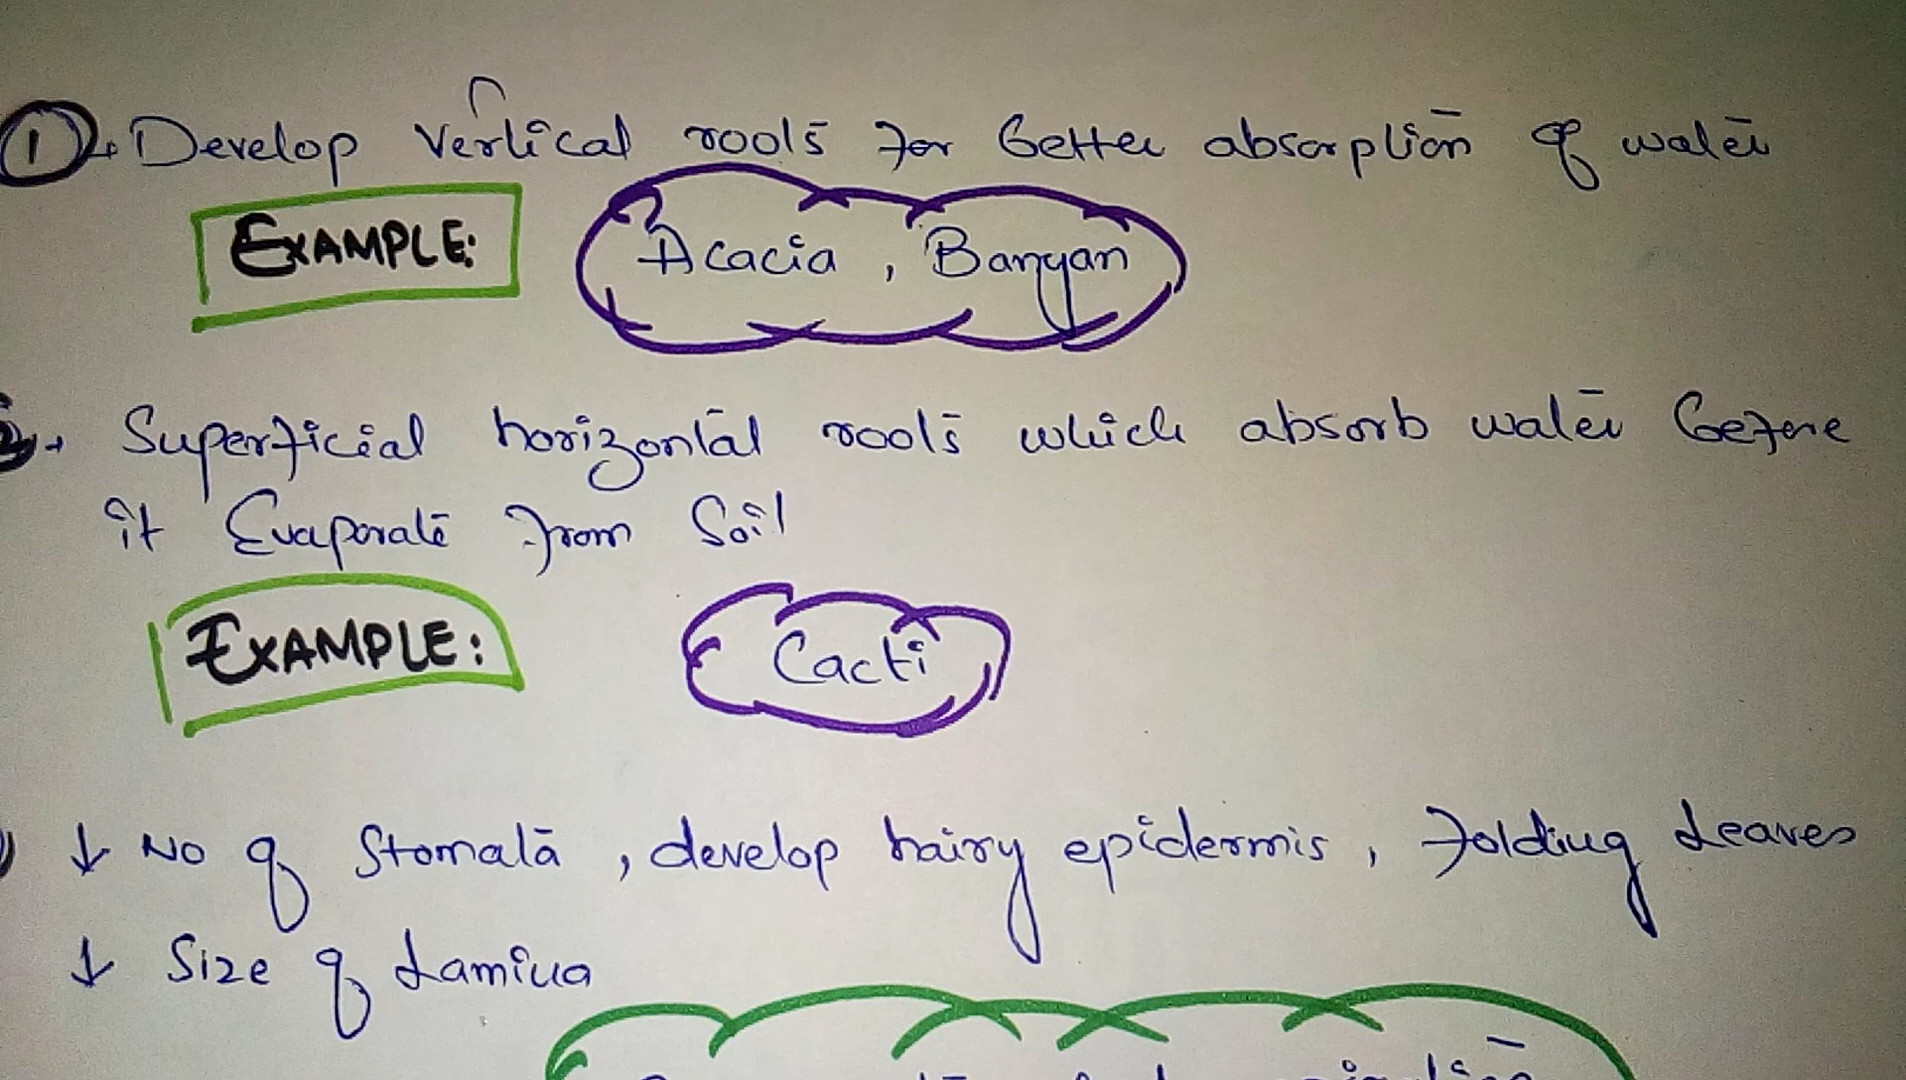 1. Develop vertical roots for better absorption of water
EXAMPLE: Acacia, Banyan
2. Superficial horizontal roots which absorb water before
it Evaporate from Soil
EXAMPLE: Cacti
↓ No of Stomata, develop hairy epidermis, folding Leaves
↓ Size of Lamina